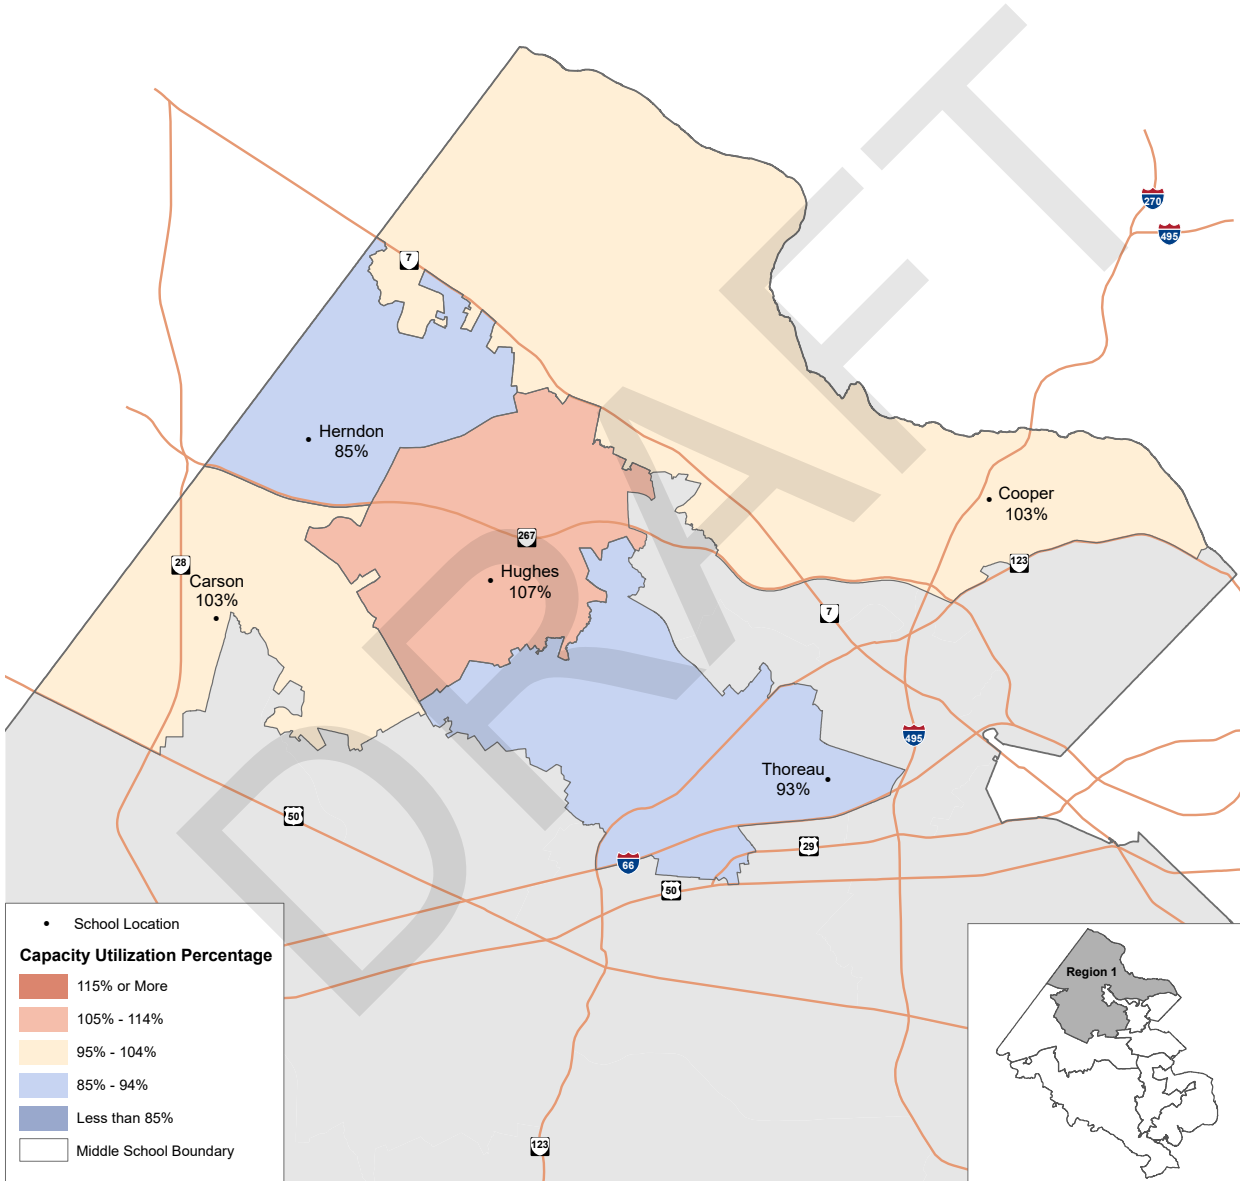 DRAFT
270
495
7
Herndon
85%
Cooper
103%
267
28
123
Hughes
107%
Carson
103%
7
495
Thoreau
93%
50
29
66
50
123
School Location
Capacity Utilization Percentage
115% or More
105% - 114%
95% - 104%
85% - 94%
Less than 85%
Middle School Boundary
Region 1